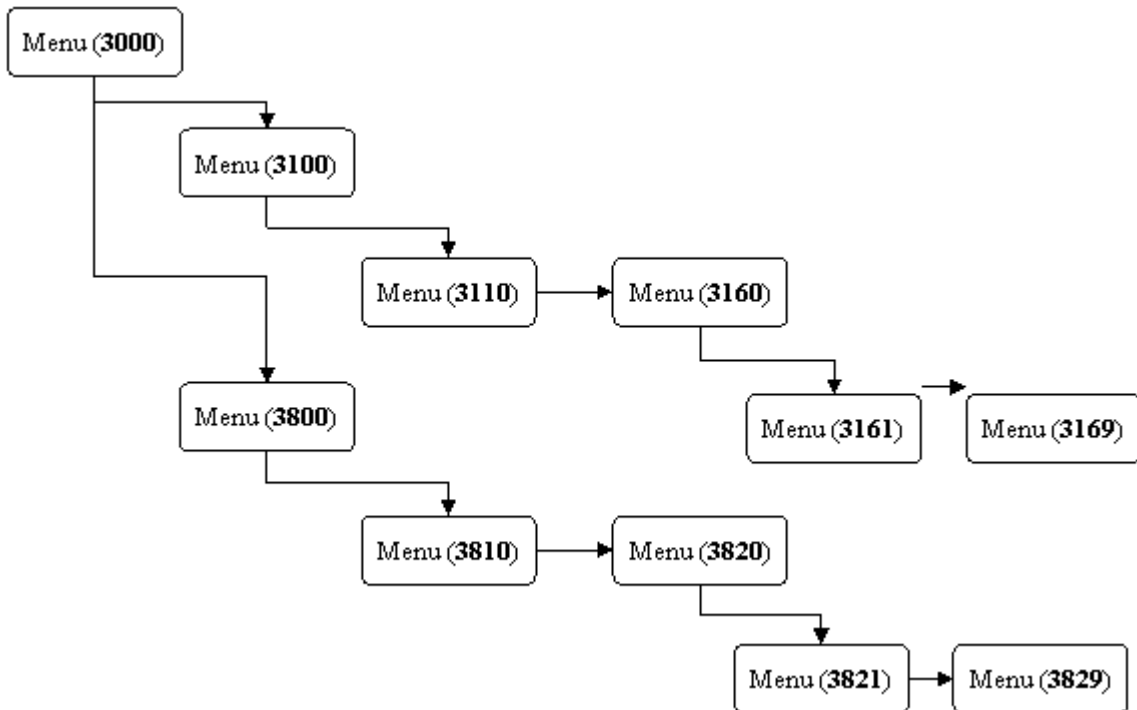 Menu (3000)
Menu (3100)
Menu (3110)
Menu (3160)
Menu (3800)
Menu (3161)
Menu (3169)
Menu (3810)
Menu (3820)
Menu (3821)
Menu (3829)